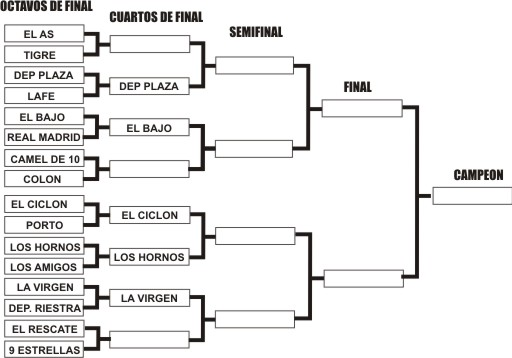 OCTAVOS DE FINAL
CUARTOS DE FINAL
SEMIFINAL
FINAL
CAMPEON
EL AS
TIGRE
DEP PLAZA
LAFE
EL BAJO
REAL MADRID
CAMEL DE 10
COLON
EL CICLON
PORTO
LOS HORNOS
LOS AMIGOS
LA VIRGEN
DEP. RIESTRA
EL RESCATE
9 ESTRELLAS
DEP PLAZA
EL BAJO
EL CICLON
LOS HORNOS
LA VIRGEN